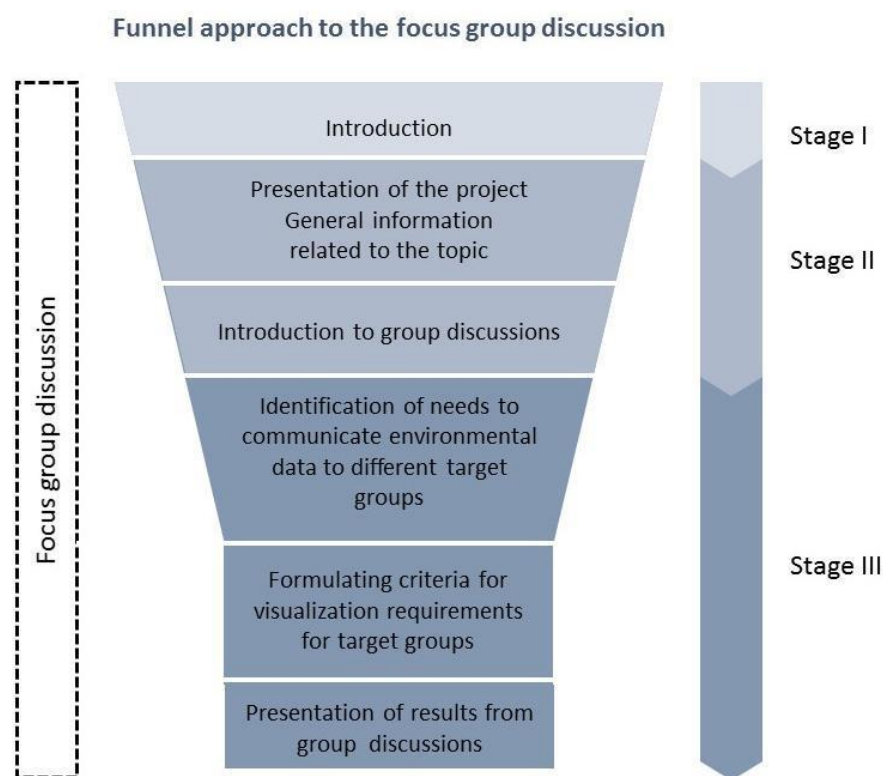 Funnel approach to the focus group discussion
Focus group discussion
Introduction
Stage I
Presentation of the project
General information
related to the topic
Stage II
Introduction to group discussions
Identification of needs to
communicate environmental
data to different target
groups
Formulating criteria for
visualization requirements
for target groups
Stage III
Presentation of results from
group discussions